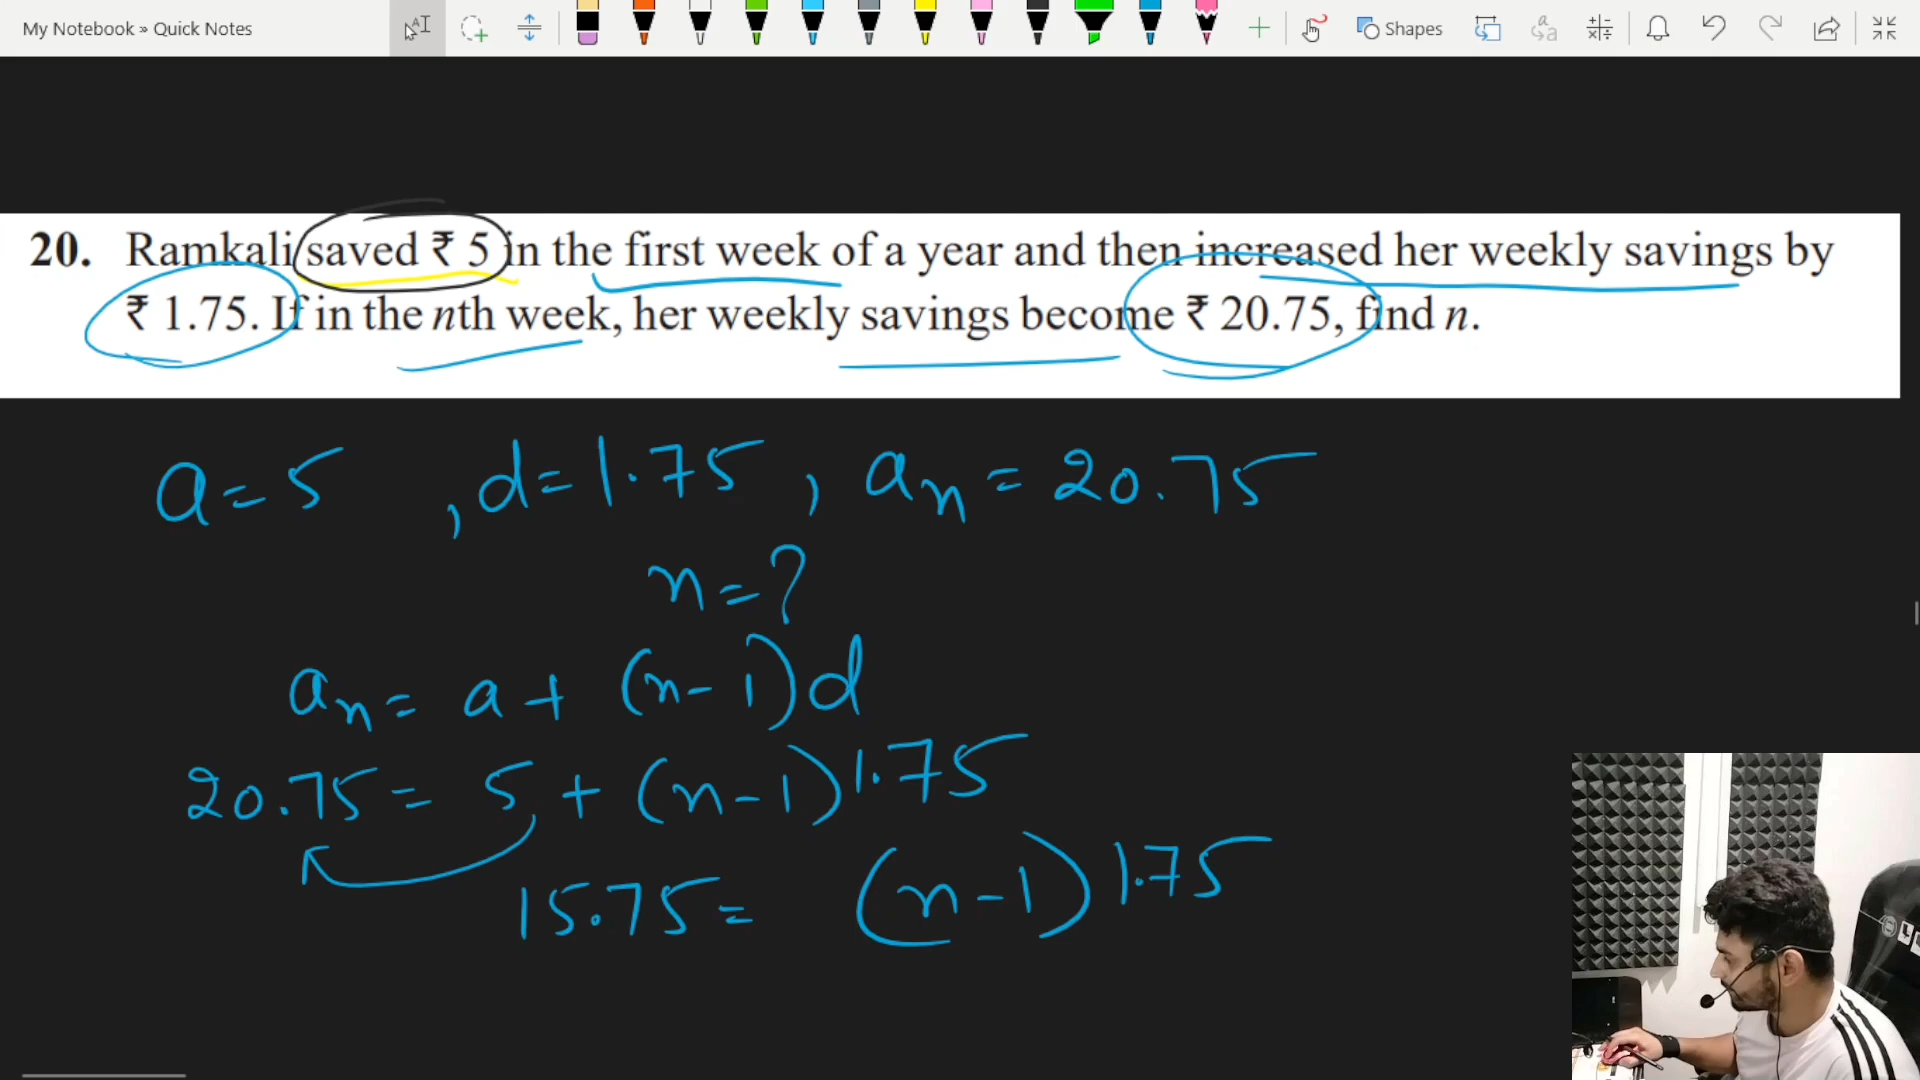 My Notebook » Quick Notes
Shapes
20. Ramkali saved ₹ 5 in the first week of a year and then increased her weekly savings by
₹ 1.75. If in the nth week, her weekly savings become ₹ 20.75, find n.
a = 5 , d = 1.75 , an = 20.75
n = ?
an = a + (n-1)d
20.75 = 5 + (n-1)1.75
15.75 = (n-1)1.75